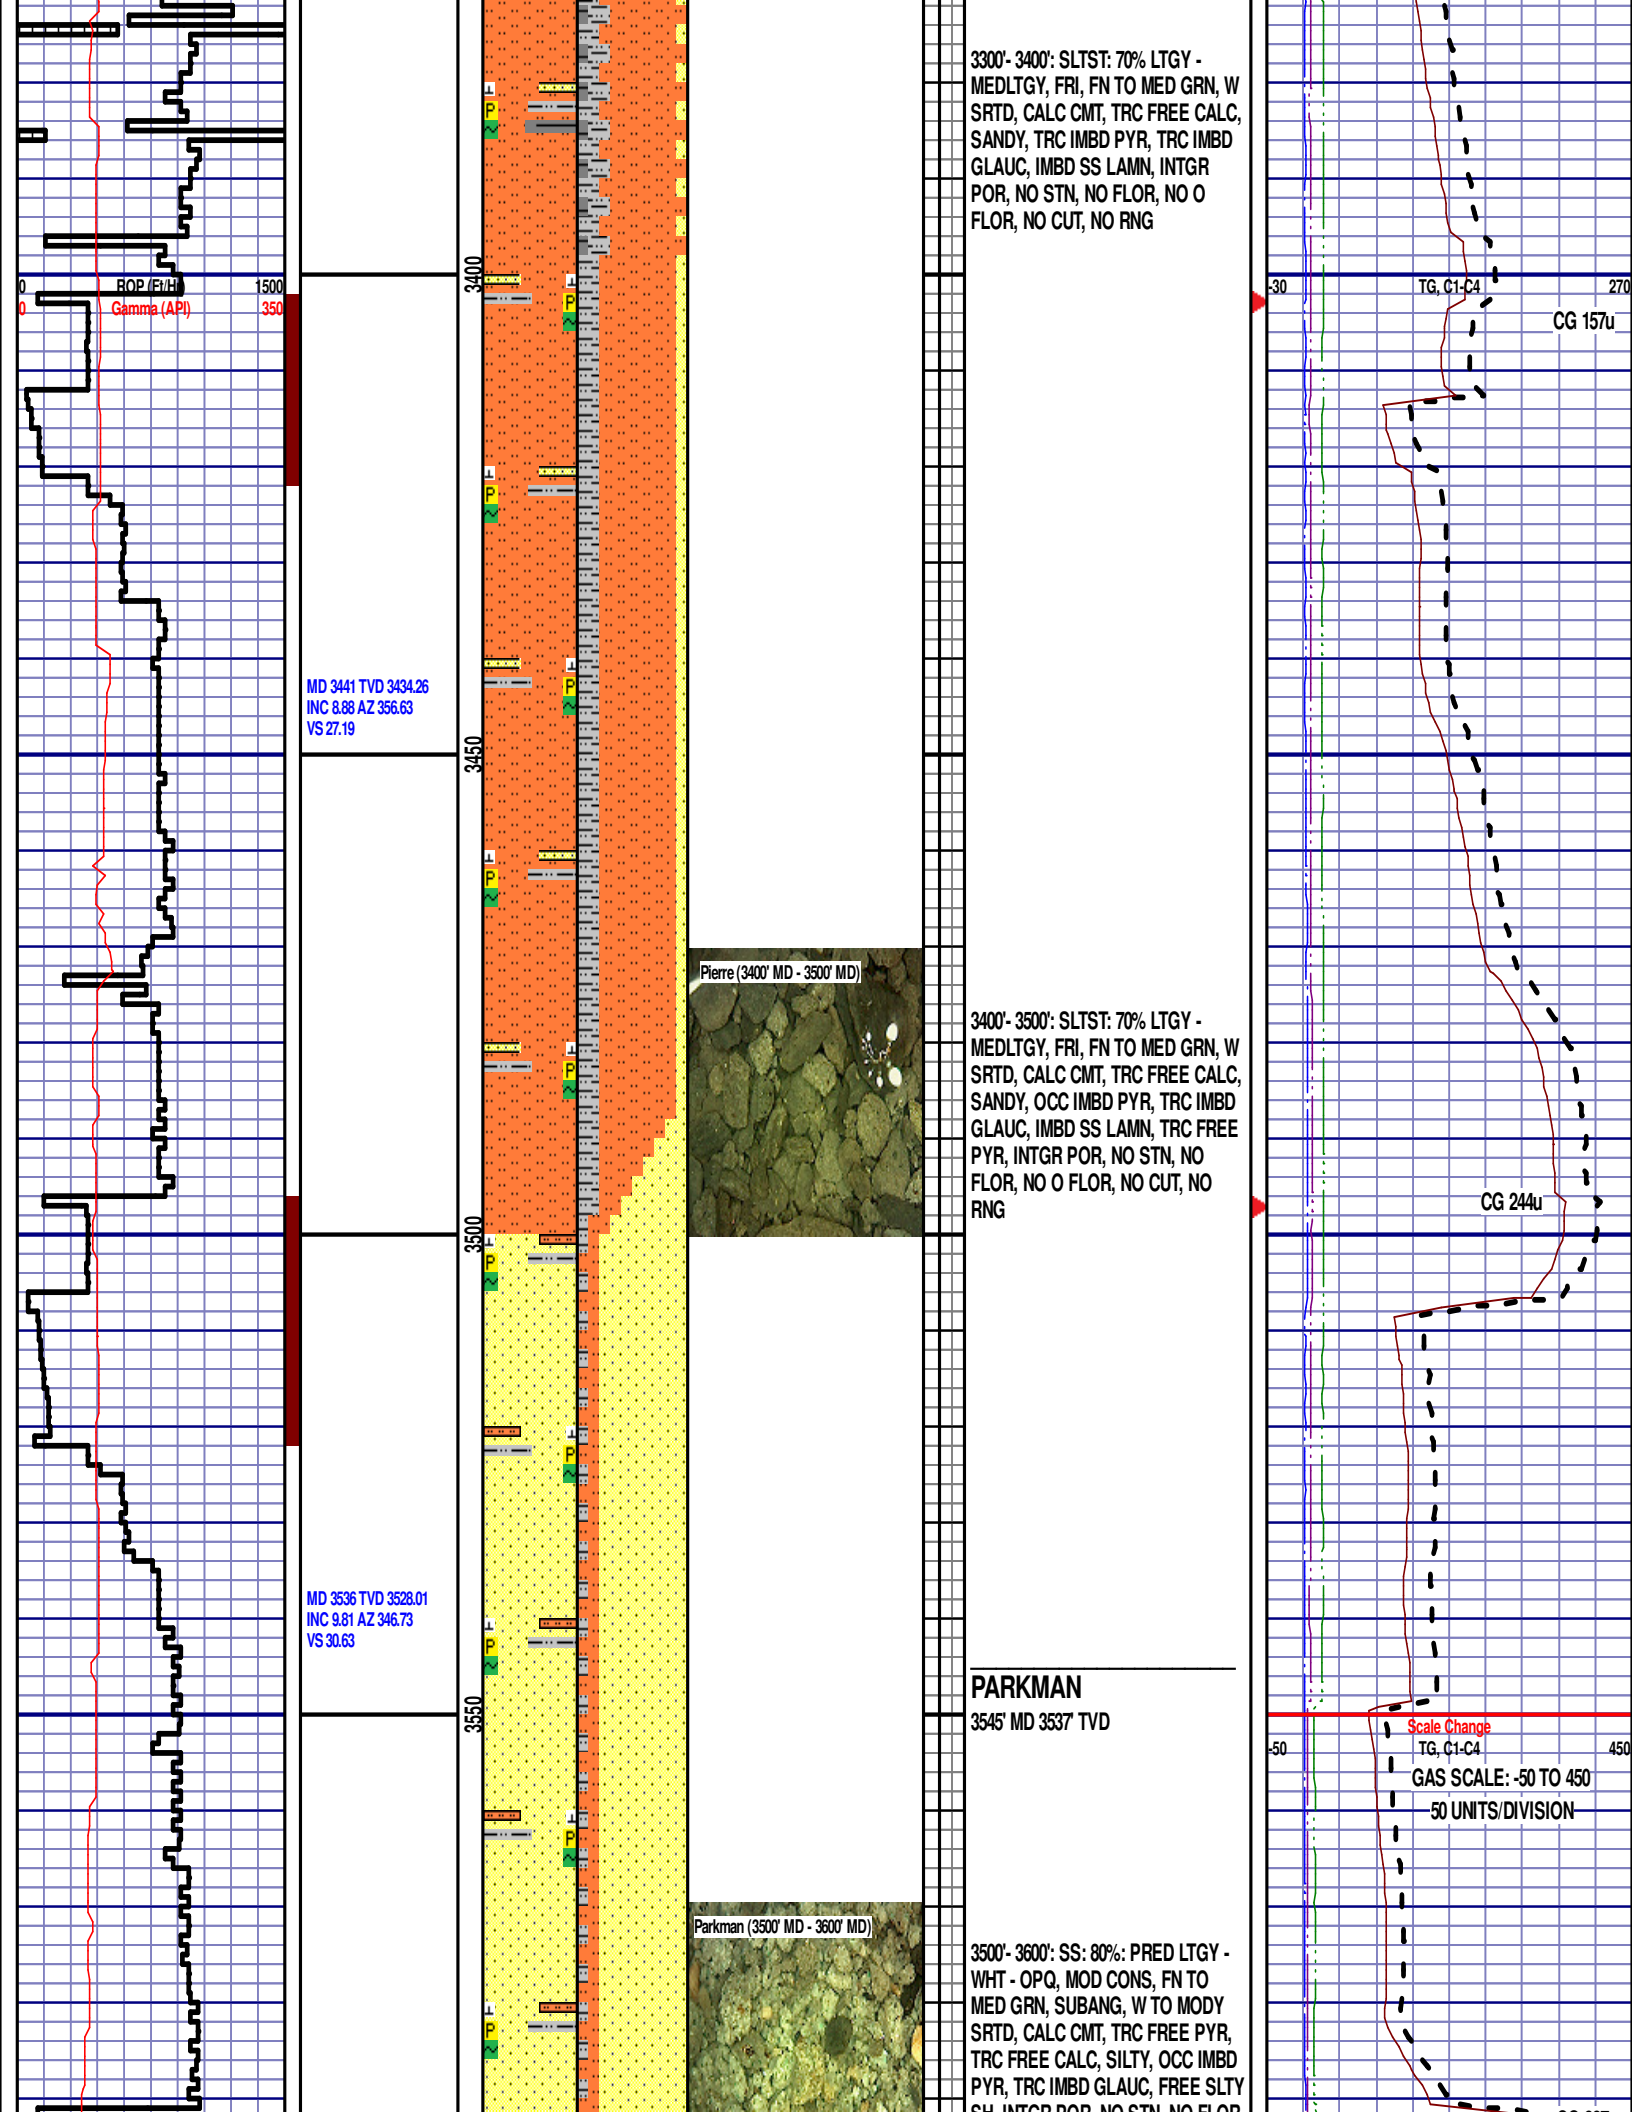 3300'- 3400': SLTST: 70% LTGY -
MEDLTGY, FRI, FN TO MED GRN, W
SRTD, CALC CMT, TRC FREE CALC,
SANDY, TRC IMBD PYR, TRC IMBD
GLAUC, IMBD SS LAMN, INTGR
POR, NO STN, NO FLOR, NO O
FLOR, NO CUT, NO RNG
0 ROP (Ft/Hr) 1500
0 Gamma (API) 350
3400
-30 TG, C1-C4 270
CG 157u
MD 3441 TVD 3434.26
INC 8.88 AZ 356.63
VS 27.19
3450
Pierre (3400' MD - 3500' MD)
3400'- 3500': SLTST: 70% LTGY -
MEDLTGY, FRI, FN TO MED GRN, W
SRTD, CALC CMT, TRC FREE CALC,
SANDY, OCC IMBD PYR, TRC IMBD
GLAUC, IMBD SS LAMN, TRC FREE
PYR, INTGR POR, NO STN, NO
FLOR, NO O FLOR, NO CUT, NO
RNG
CG 244u
3500
MD 3536 TVD 3528.01
INC 9.81 AZ 346.73
VS 30.63
PARKMAN
3545' MD 3537' TVD
3550
Scale Change
-50 TG, C1-C4 450
GAS SCALE: -50 TO 450
50 UNITS/DIVISION
Parkman (3500' MD - 3600' MD)
3500'- 3600': SS: 80%: PRED LTGY -
WHT - OPQ, MOD CONS, FN TO
MED GRN, SUBANG, W TO MODY
SRTD, CALC CMT, TRC FREE PYR,
TRC FREE CALC, SILTY, OCC IMBD
PYR, TRC IMBD GLAUC, FREE SLTY
SH, INTGR POR, NO STN, NO FLOR
P
P
P
P
P
P
P
P
P
P
P